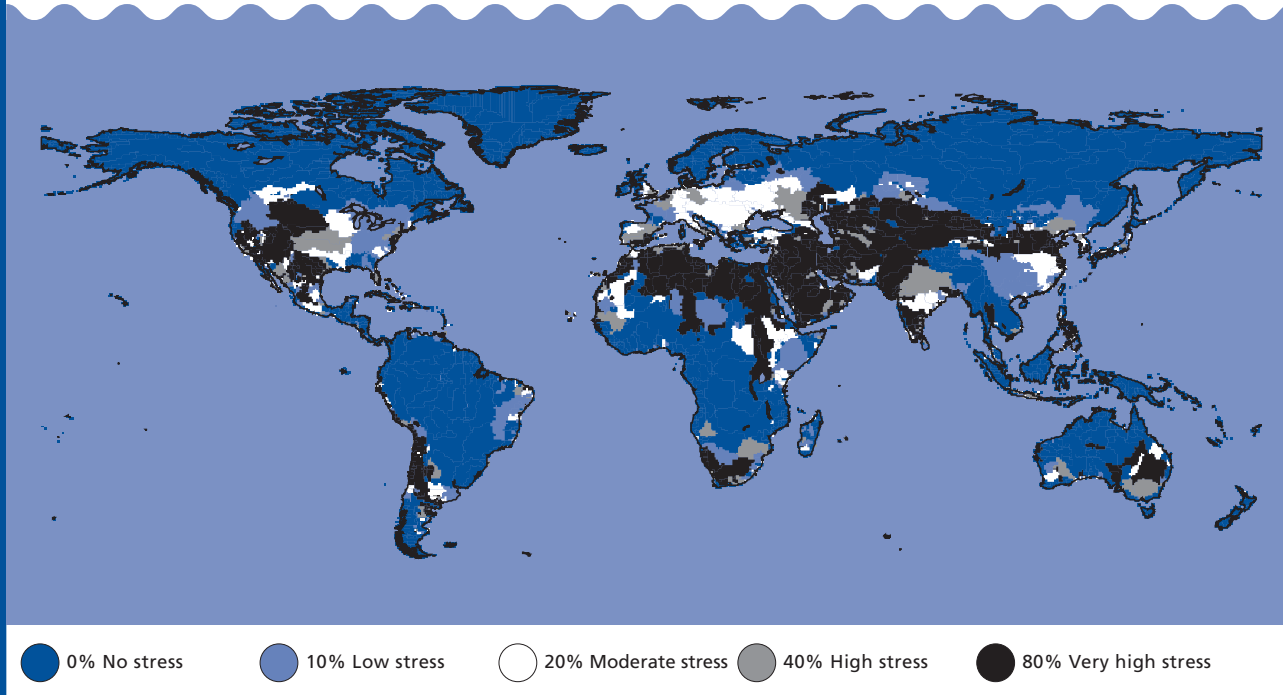 0% No stress
10% Low stress
20% Moderate stress
40% High stress
80% Very high stress